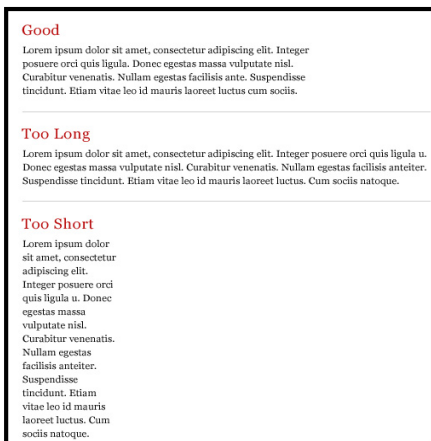 Good
Lorem ipsum dolor sit amet, consectetur adipiscing elit. Integer
posuere orci quis ligula. Donec egestas massa vulputate nisl.
Curabitur venenatis. Nullam egestas facilisis ante. Suspendisse
tincidunt. Etiam vitae leo id mauris laoreet luctus cum sociis.
Too Long
Lorem ipsum dolor sit amet, consectetur adipiscing elit. Integer posuere orci quis ligula u.
Donec egestas massa vulputate nisl. Curabitur venenatis. Nullam egestas facilisis anteiter.
Suspendisse tincidunt. Etiam vitae leo id mauris laoreet luctus. Cum sociis natoque.
Too Short
Lorem ipsum dolor
sit amet, consectetur
adipiscing elit.
Integer posuere orci
quis ligula u. Donec
egestas massa
vulputate nisl.
Curabitur venenatis.
Nullam egestas
facilisis anteiter.
Suspendisse
tincidunt. Etiam
vitae leo id mauris
laoreet luctus. Cum
sociis natoque.